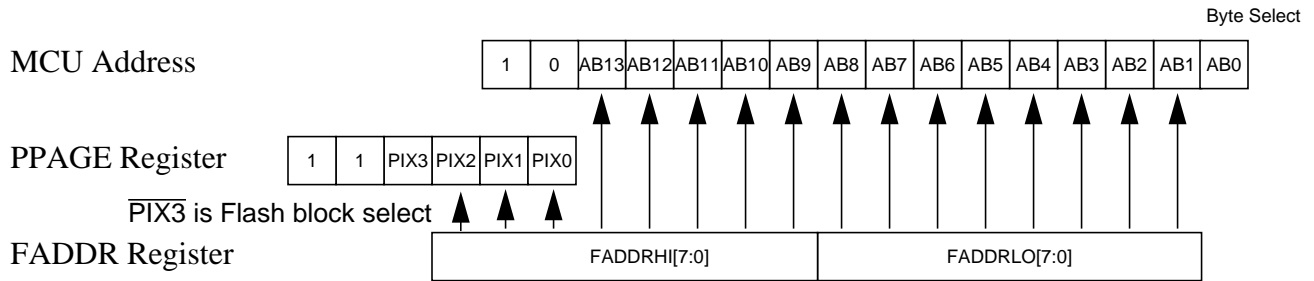 Byte Select
MCU Address 1 0 AB13 AB12 AB11 AB10 AB9 AB8 AB7 AB6 AB5 AB4 AB3 AB2 AB1 AB0
PPAGE Register 1 1 PIX3 PIX2 PIX1 PIX0
P̅I̅X̅3̅ is Flash block select
FADDR Register FADDRHI[7:0] FADDRLO[7:0]